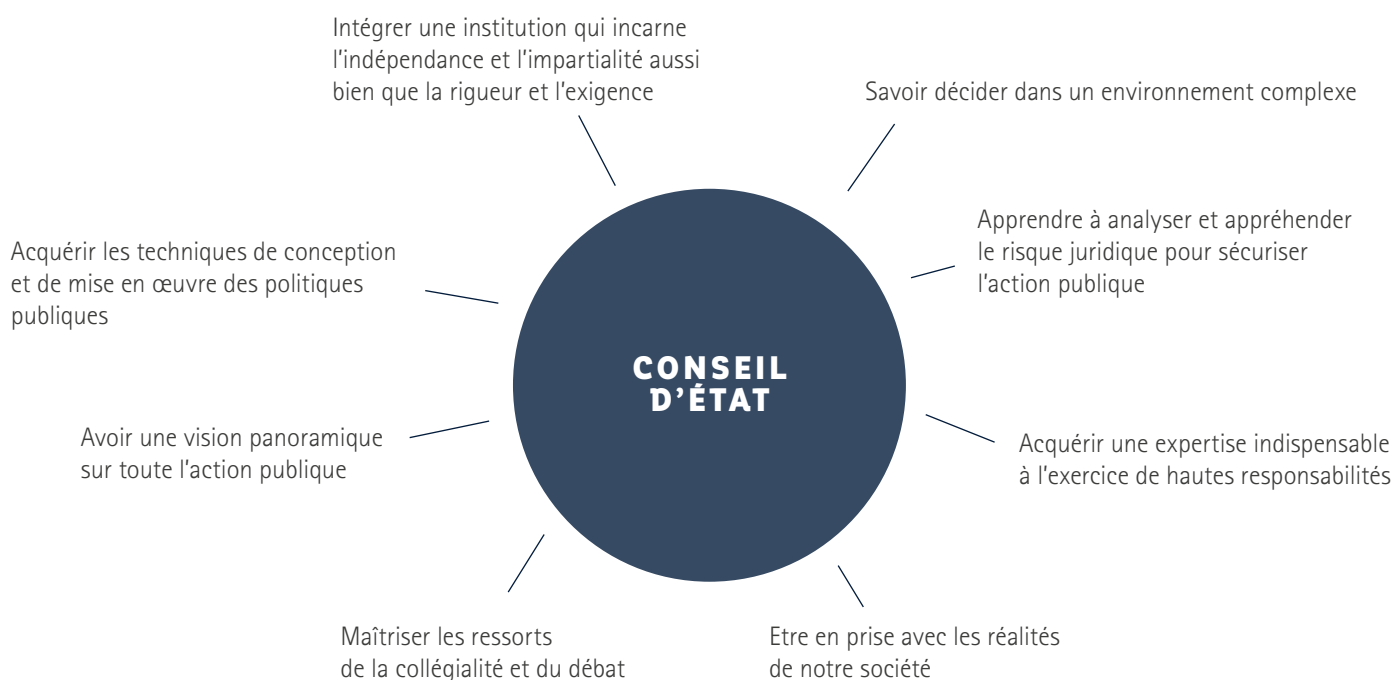 Intégrer une institution qui incarne
l'indépendance et l'impartialité aussi
bien que la rigueur et l'exigence
Savoir décider dans un environnement complexe
Apprendre à analyser et appréhender
le risque juridique pour sécuriser
l'action publique
Acquérir les techniques de conception
et de mise en œuvre des politiques
publiques
CONSEIL
D'ÉTAT
Avoir une vision panoramique
sur toute l'action publique
Acquérir une expertise indispensable
à l'exercice de hautes responsabilités
Maîtriser les ressorts
de la collégialité et du débat
Etre en prise avec les réalités
de notre société